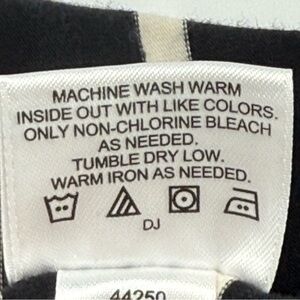 MACHINE WASH WARM
INSIDE OUT WITH LIKE COLORS.
ONLY NON-CHLORINE BLEACH
AS NEEDED.
TUMBLE DRY LOW.
WARM IRON AS NEEDED.
DJ
44250